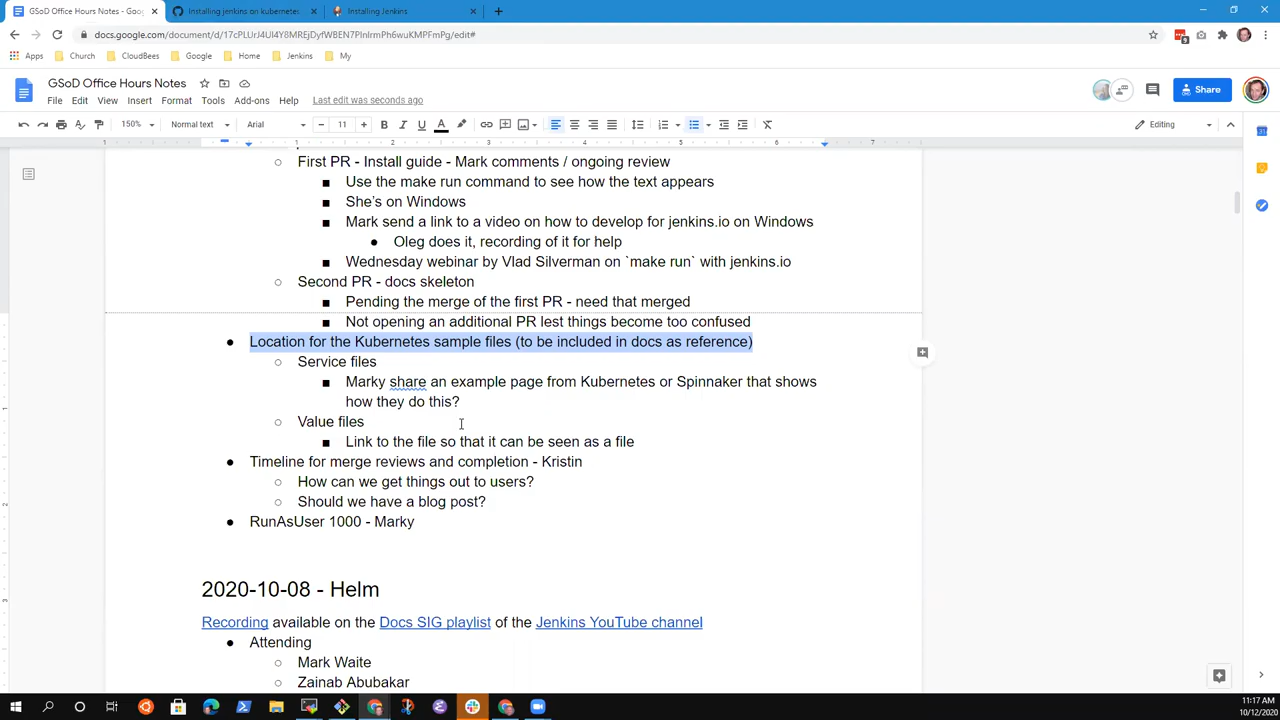 GSoD Office Hours Notes - Goog
Installing jenkins on kubernetes
Installing Jenkins
docs.google.com/document/d/17cPLUrJ4UI4Y8MREjDyfWBEN7PInlrmPh6wuKMPFmPg/edit#
Apps
Church
CloudBees
Google
Home
Jenkins
My
GSoD Office Hours Notes
File Edit View Insert Format Tools Add-ons Help Last edit was seconds ago
Share
150% Normal text Arial 11 Editing
1 1 2 3 4 5 6 7
First PR - Install guide - Mark comments / ongoing review
Use the make run command to see how the text appears
She's on Windows
Mark send a link to a video on how to develop for jenkins.io on Windows
Oleg does it, recording of it for help
Wednesday webinar by Vlad Silverman on `make run` with jenkins.io
Second PR - docs skeleton
Pending the merge of the first PR - need that merged
Not opening an additional PR lest things become too confused
Location for the Kubernetes sample files (to be included in docs as reference)
Service files
Marky share an example page from Kubernetes or Spinnaker that shows
how they do this?
Value files
Link to the file so that it can be seen as a file
Timeline for merge reviews and completion - Kristin
How can we get things out to users?
Should we have a blog post?
RunAsUser 1000 - Marky
2020-10-08 - Helm
Recording available on the Docs SIG playlist of the Jenkins YouTube channel
Attending
Mark Waite
Zainab Abubakar
11:17 AM
10/12/2020